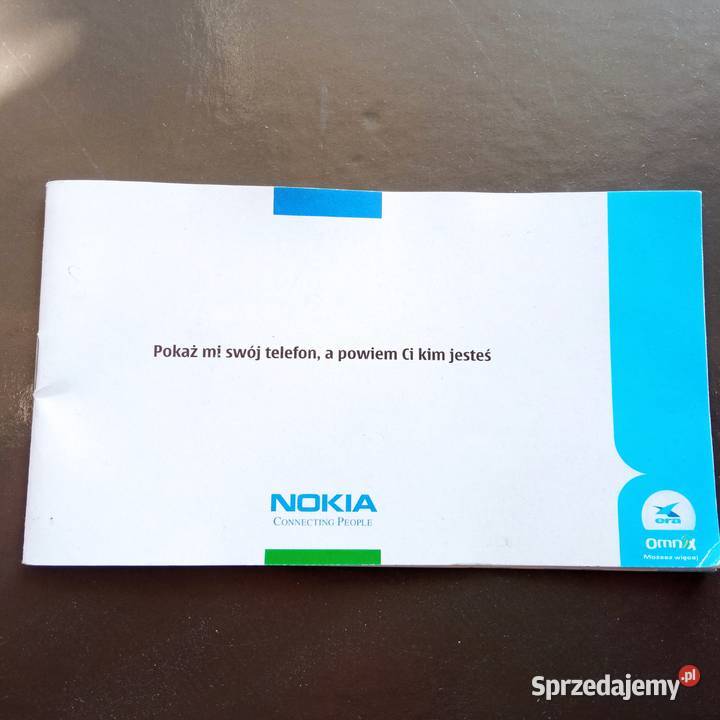 Pokaż mi swój telefon, a powiem Ci kim jesteś
NOKIA
CONNECTING PEOPLE
era
omnix
Możesz więcej
Sprzedajemy.pl